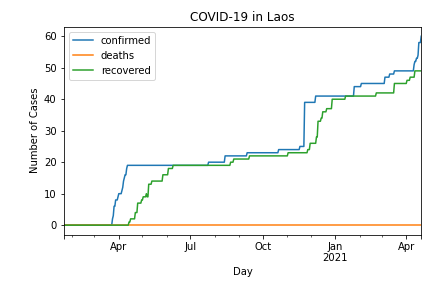 COVID-19 in Laos
confirmed
deaths
recovered
Number of Cases
60
50
40
30
20
10
0
Apr Jul Oct Jan Apr
2021
Day